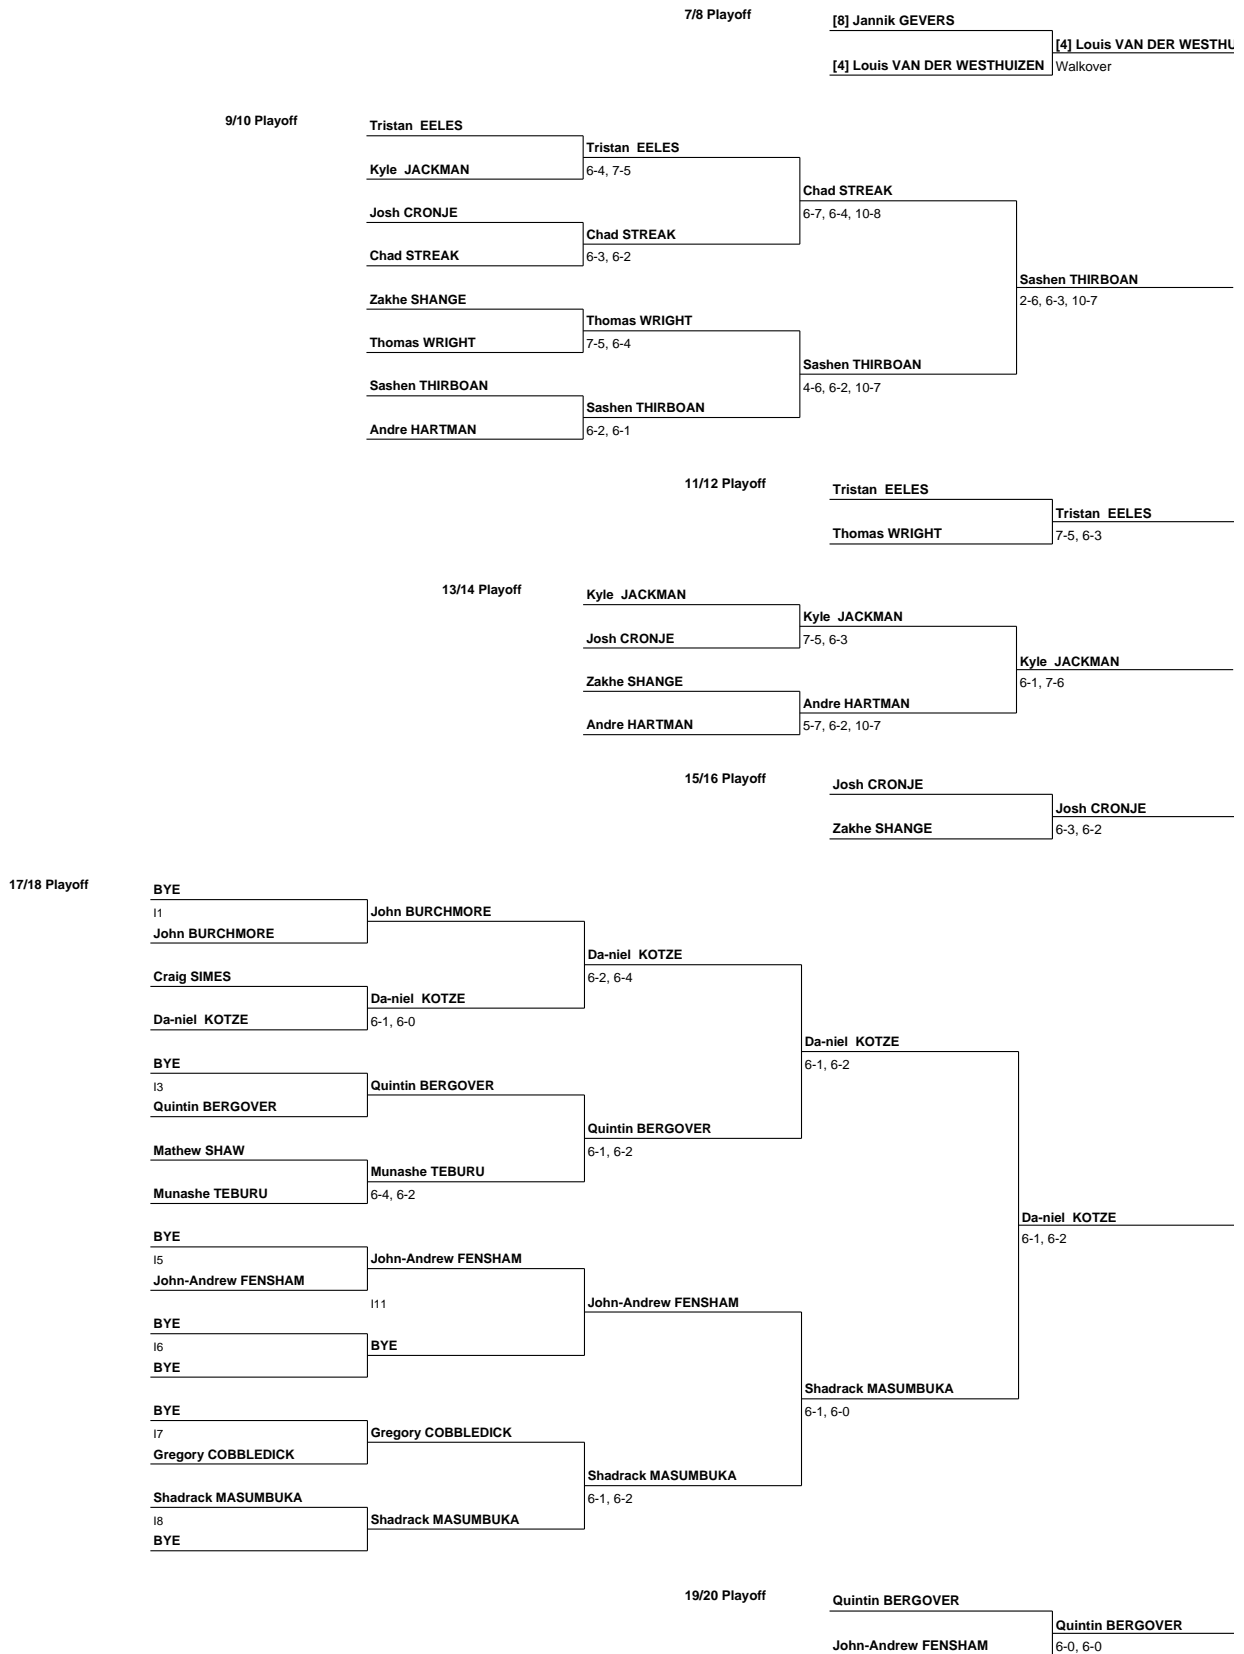 7/8 Playoff
[8] Jannik GEVERS
[4] Louis VAN DER WESTHU
[4] Louis VAN DER WESTHUIZEN
Walkover
9/10 Playoff
Tristan EELES
Tristan EELES
Kyle JACKMAN
6-4, 7-5
Chad STREAK
Josh CRONJE
6-7, 6-4, 10-8
Chad STREAK
Chad STREAK
6-3, 6-2
Sashen THIRBOAN
Zakhe SHANGE
2-6, 6-3, 10-7
Thomas WRIGHT
Thomas WRIGHT
7-5, 6-4
Sashen THIRBOAN
Sashen THIRBOAN
4-6, 6-2, 10-7
Sashen THIRBOAN
Andre HARTMAN
6-2, 6-1
11/12 Playoff
Tristan EELES
Tristan EELES
Thomas WRIGHT
7-5, 6-3
13/14 Playoff
Kyle JACKMAN
Kyle JACKMAN
Josh CRONJE
7-5, 6-3
Kyle JACKMAN
Zakhe SHANGE
6-1, 7-6
Andre HARTMAN
Andre HARTMAN
5-7, 6-2, 10-7
15/16 Playoff
Josh CRONJE
Josh CRONJE
Zakhe SHANGE
6-3, 6-2
17/18 Playoff
BYE
I1
John BURCHMORE
John BURCHMORE
Da-niel KOTZE
Craig SIMES
6-2, 6-4
Da-niel KOTZE
Da-niel KOTZE
6-1, 6-0
Da-niel KOTZE
BYE
6-1, 6-2
I3
Quintin BERGOVER
Quintin BERGOVER
Quintin BERGOVER
Mathew SHAW
6-1, 6-2
Munashe TEBURU
Munashe TEBURU
6-4, 6-2
Da-niel KOTZE
BYE
6-1, 6-2
I5
John-Andrew FENSHAM
John-Andrew FENSHAM
I11
John-Andrew FENSHAM
BYE
I6
BYE
BYE
Shadrack MASUMBUKA
BYE
6-1, 6-0
I7
Gregory COBBLEDICK
Gregory COBBLEDICK
Shadrack MASUMBUKA
Shadrack MASUMBUKA
6-1, 6-2
I8
Shadrack MASUMBUKA
BYE
19/20 Playoff
Quintin BERGOVER
Quintin BERGOVER
John-Andrew FENSHAM
6-0, 6-0